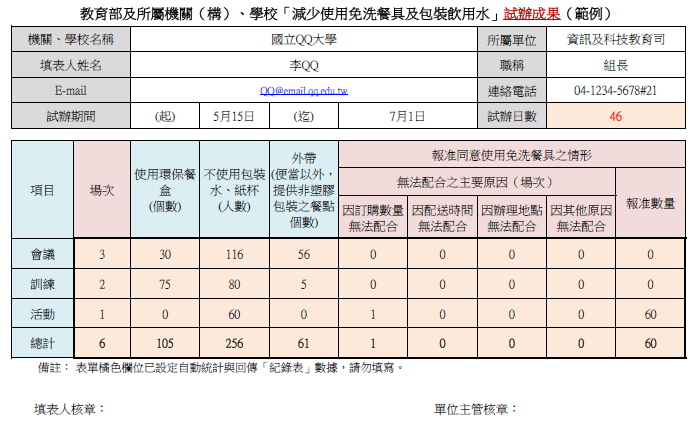 教育部及所屬機關（構）、學校「減少使用免洗餐具及包裝飲用水」試辦成果（範例）
機關、學校名稱 國立QQ大學 所屬單位 資訊及科技教育司
填表人姓名 李QQ 職稱 組長
E-mail QQ@email.qq.edu.tw 連絡電話 04-1234-5678#21
試辦期間 (起) 5月15日 (迄) 7月1日 試辦日數 46
項目 場次 使用環保餐盒(個數) 不使用包裝水、紙杯(人數) 外帶(便當以外，提供非塑膠包裝之餐點個數) 報准同意使用免洗餐具之情形
無法配合之主要原因（場次） 報准數量
因訂購數量無法配合 因配送時間無法配合 因辦理地點無法配合 因其他原因無法配合
會議 3 30 116 56 0 0 0 0 0
訓練 2 75 80 5 0 0 0 0 0
活動 1 0 60 0 1 0 0 0 60
總計 6 105 256 61 1 0 0 0 60
備註： 表單橘色欄位已設定自動統計與回傳「紀錄表」數據，請勿填寫。
填表人核章： 單位主管核章：